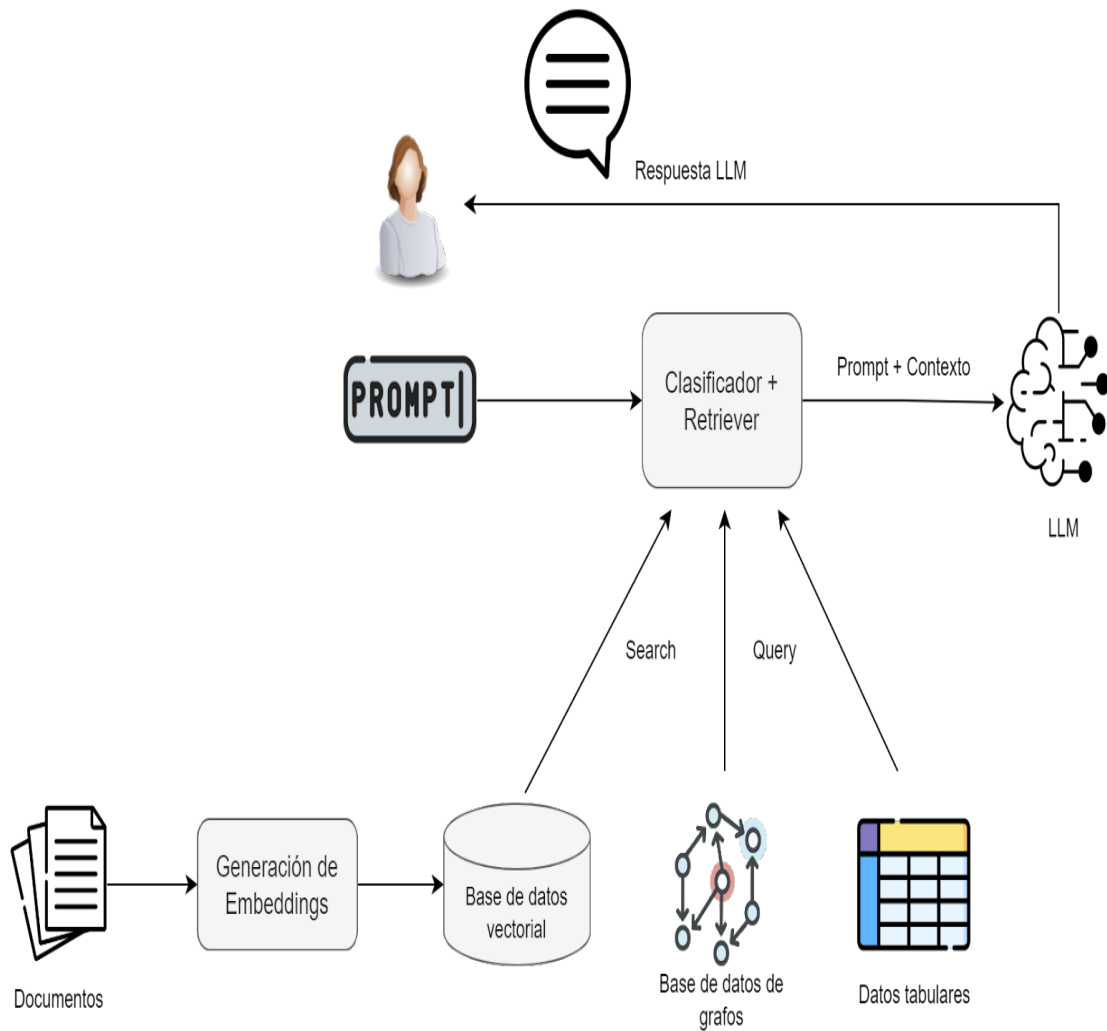 Respuesta LLM
PROMPT
Clasificador +
Retriever
Prompt + Contexto
LLM
Search
Query
Generación de
Embeddings
Base de datos
vectorial
Documentos
Base de datos de
grafos
Datos tabulares